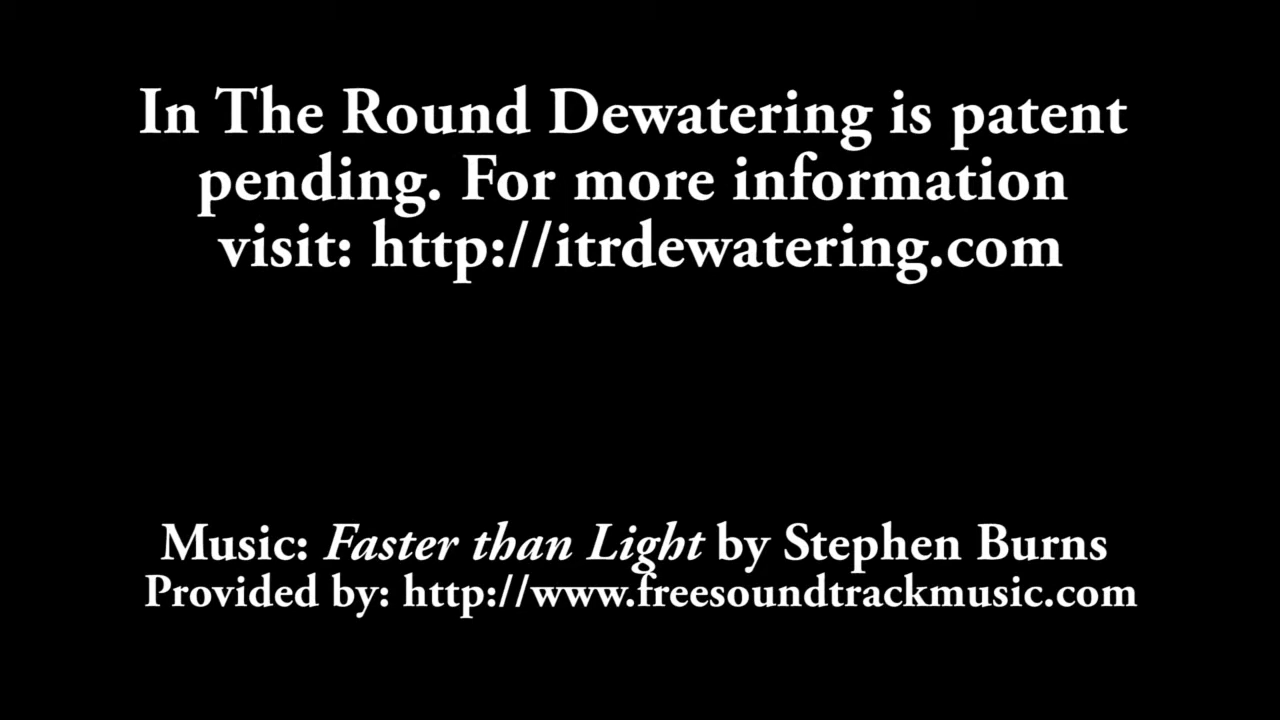 In The Round Dewatering is patent
pending. For more information
visit: http://itrdewatering.com
Music: Faster than Light by Stephen Burns
Provided by: http://www.freesoundtrackmusic.com